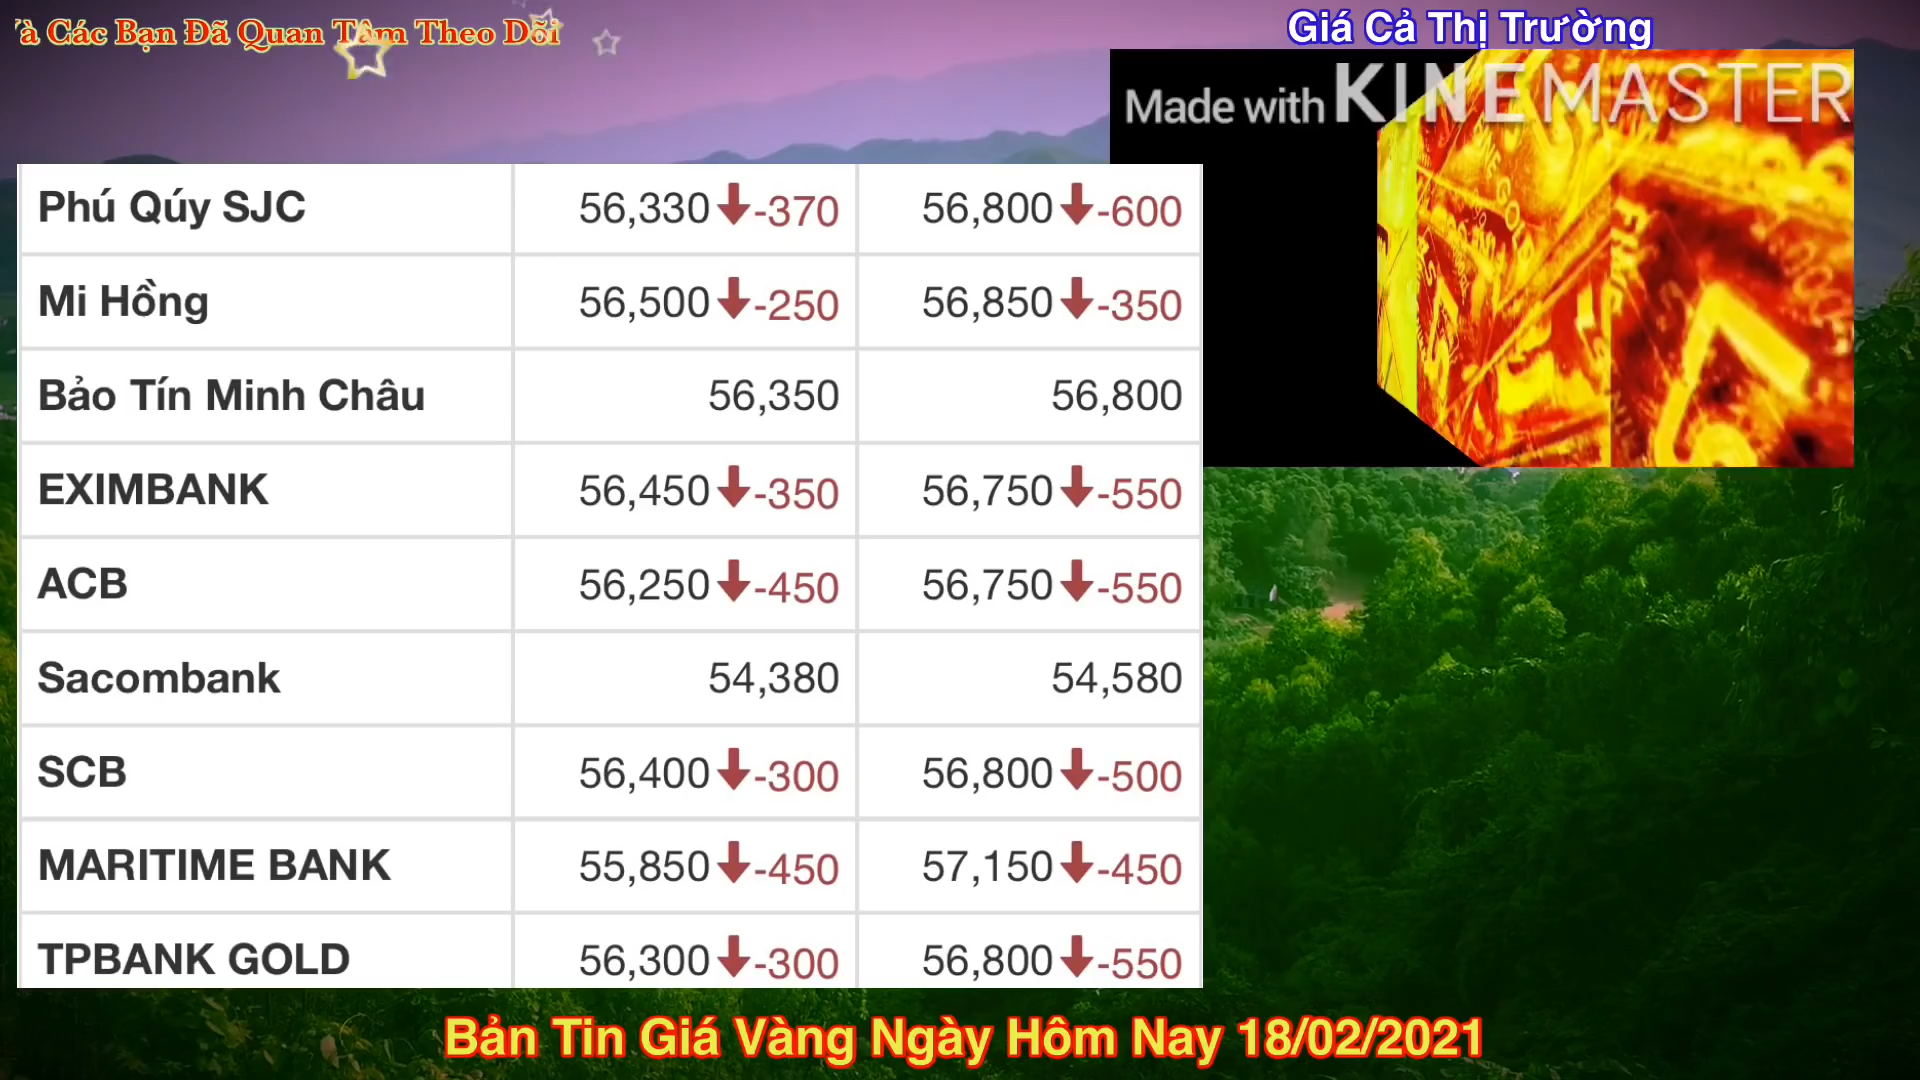 à Các Bạn Đã Quan Tâm Theo Dõi
Giá Cả Thị Trường
Made with KINEMASTER
Phú Qúy SJC 56,330 -370 56,800 -600
Mi Hồng 56,500 -250 56,850 -350
Bảo Tín Minh Châu 56,350 56,800
EXIMBANK 56,450 -350 56,750 -550
ACB 56,250 -450 56,750 -550
Sacombank 54,380 54,580
SCB 56,400 -300 56,800 -500
MARITIME BANK 55,850 -450 57,150 -450
TPBANK GOLD 56,300 -300 56,800 -550
Bản Tin Giá Vàng Ngày Hôm Nay 18/02/2021